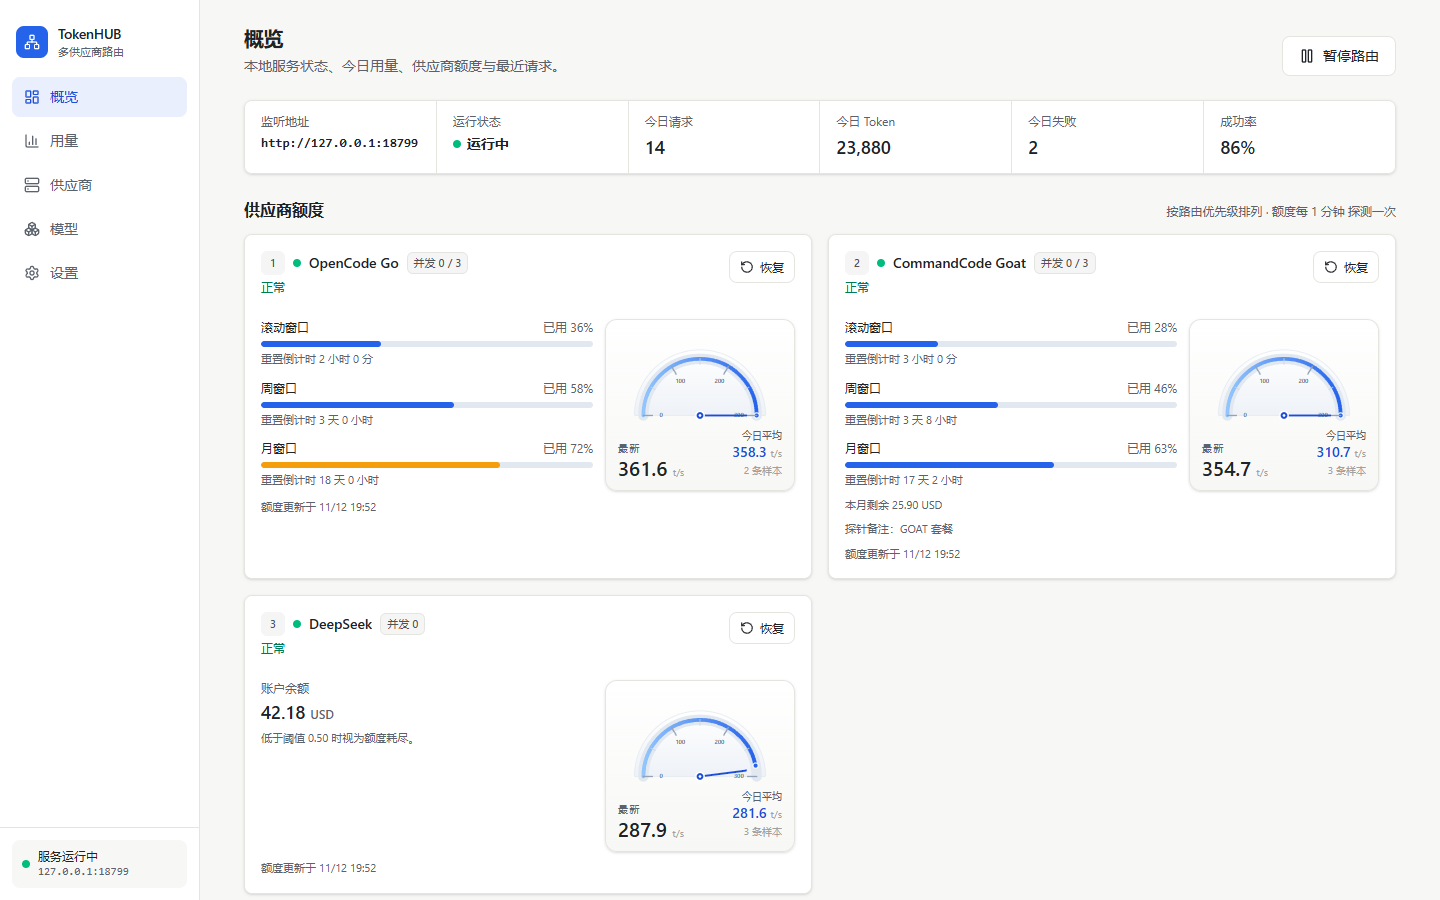 TokenHUB
多供应商路由
概览
用量
供应商
模型
设置
服务运行中
127.0.0.1:18799
概览
本地服务状态、今日用量、供应商额度与最近请求。
暂停路由
监听地址
http://127.0.0.1:18799
运行状态
运行中
今日请求
14
今日 Token
23,880
今日失败
2
成功率
86%
供应商额度
按路由优先级排列 · 额度每 1 分钟 探测一次
1 OpenCode Go 并发 0 / 3
正常
恢复
滚动窗口 已用 36%
重置倒计时 2 小时 0 分
周窗口 已用 58%
重置倒计时 3 天 0 小时
月窗口 已用 72%
重置倒计时 18 天 0 小时
额度更新于 11/12 19:52
0 100 200 300
最新
361.6 t/s
今日平均
358.3 t/s
2 条样本
2 CommandCode Goat 并发 0 / 3
正常
恢复
滚动窗口 已用 28%
重置倒计时 3 小时 0 分
周窗口 已用 46%
重置倒计时 3 天 8 小时
月窗口 已用 63%
重置倒计时 17 天 2 小时
本月剩余 25.90 USD
探针备注：GOAT 套餐
额度更新于 11/12 19:52
0 100 200 300
最新
354.7 t/s
今日平均
310.7 t/s
3 条样本
3 DeepSeek 并发 0
正常
恢复
账户余额
42.18 USD
低于阈值 0.50 时视为额度耗尽。
额度更新于 11/12 19:52
0 100 200 300
最新
287.9 t/s
今日平均
281.6 t/s
3 条样本